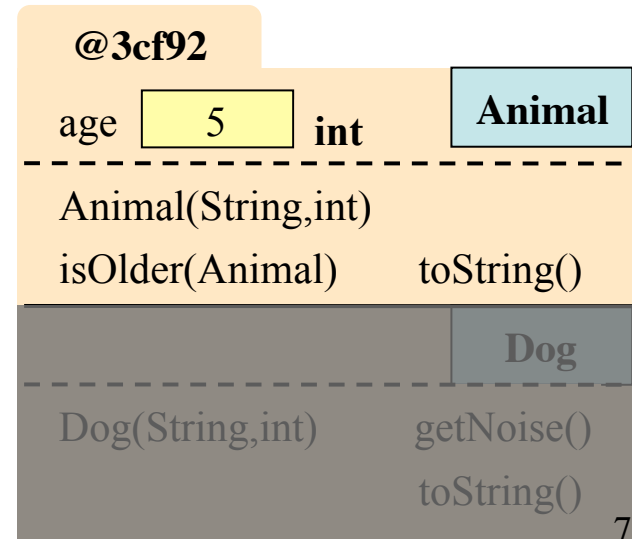 @3cf92
age 5 int Animal
Animal(String,int)
isOlder(Animal) toString()
Dog
Dog(String,int) getNoise()
toString()
7